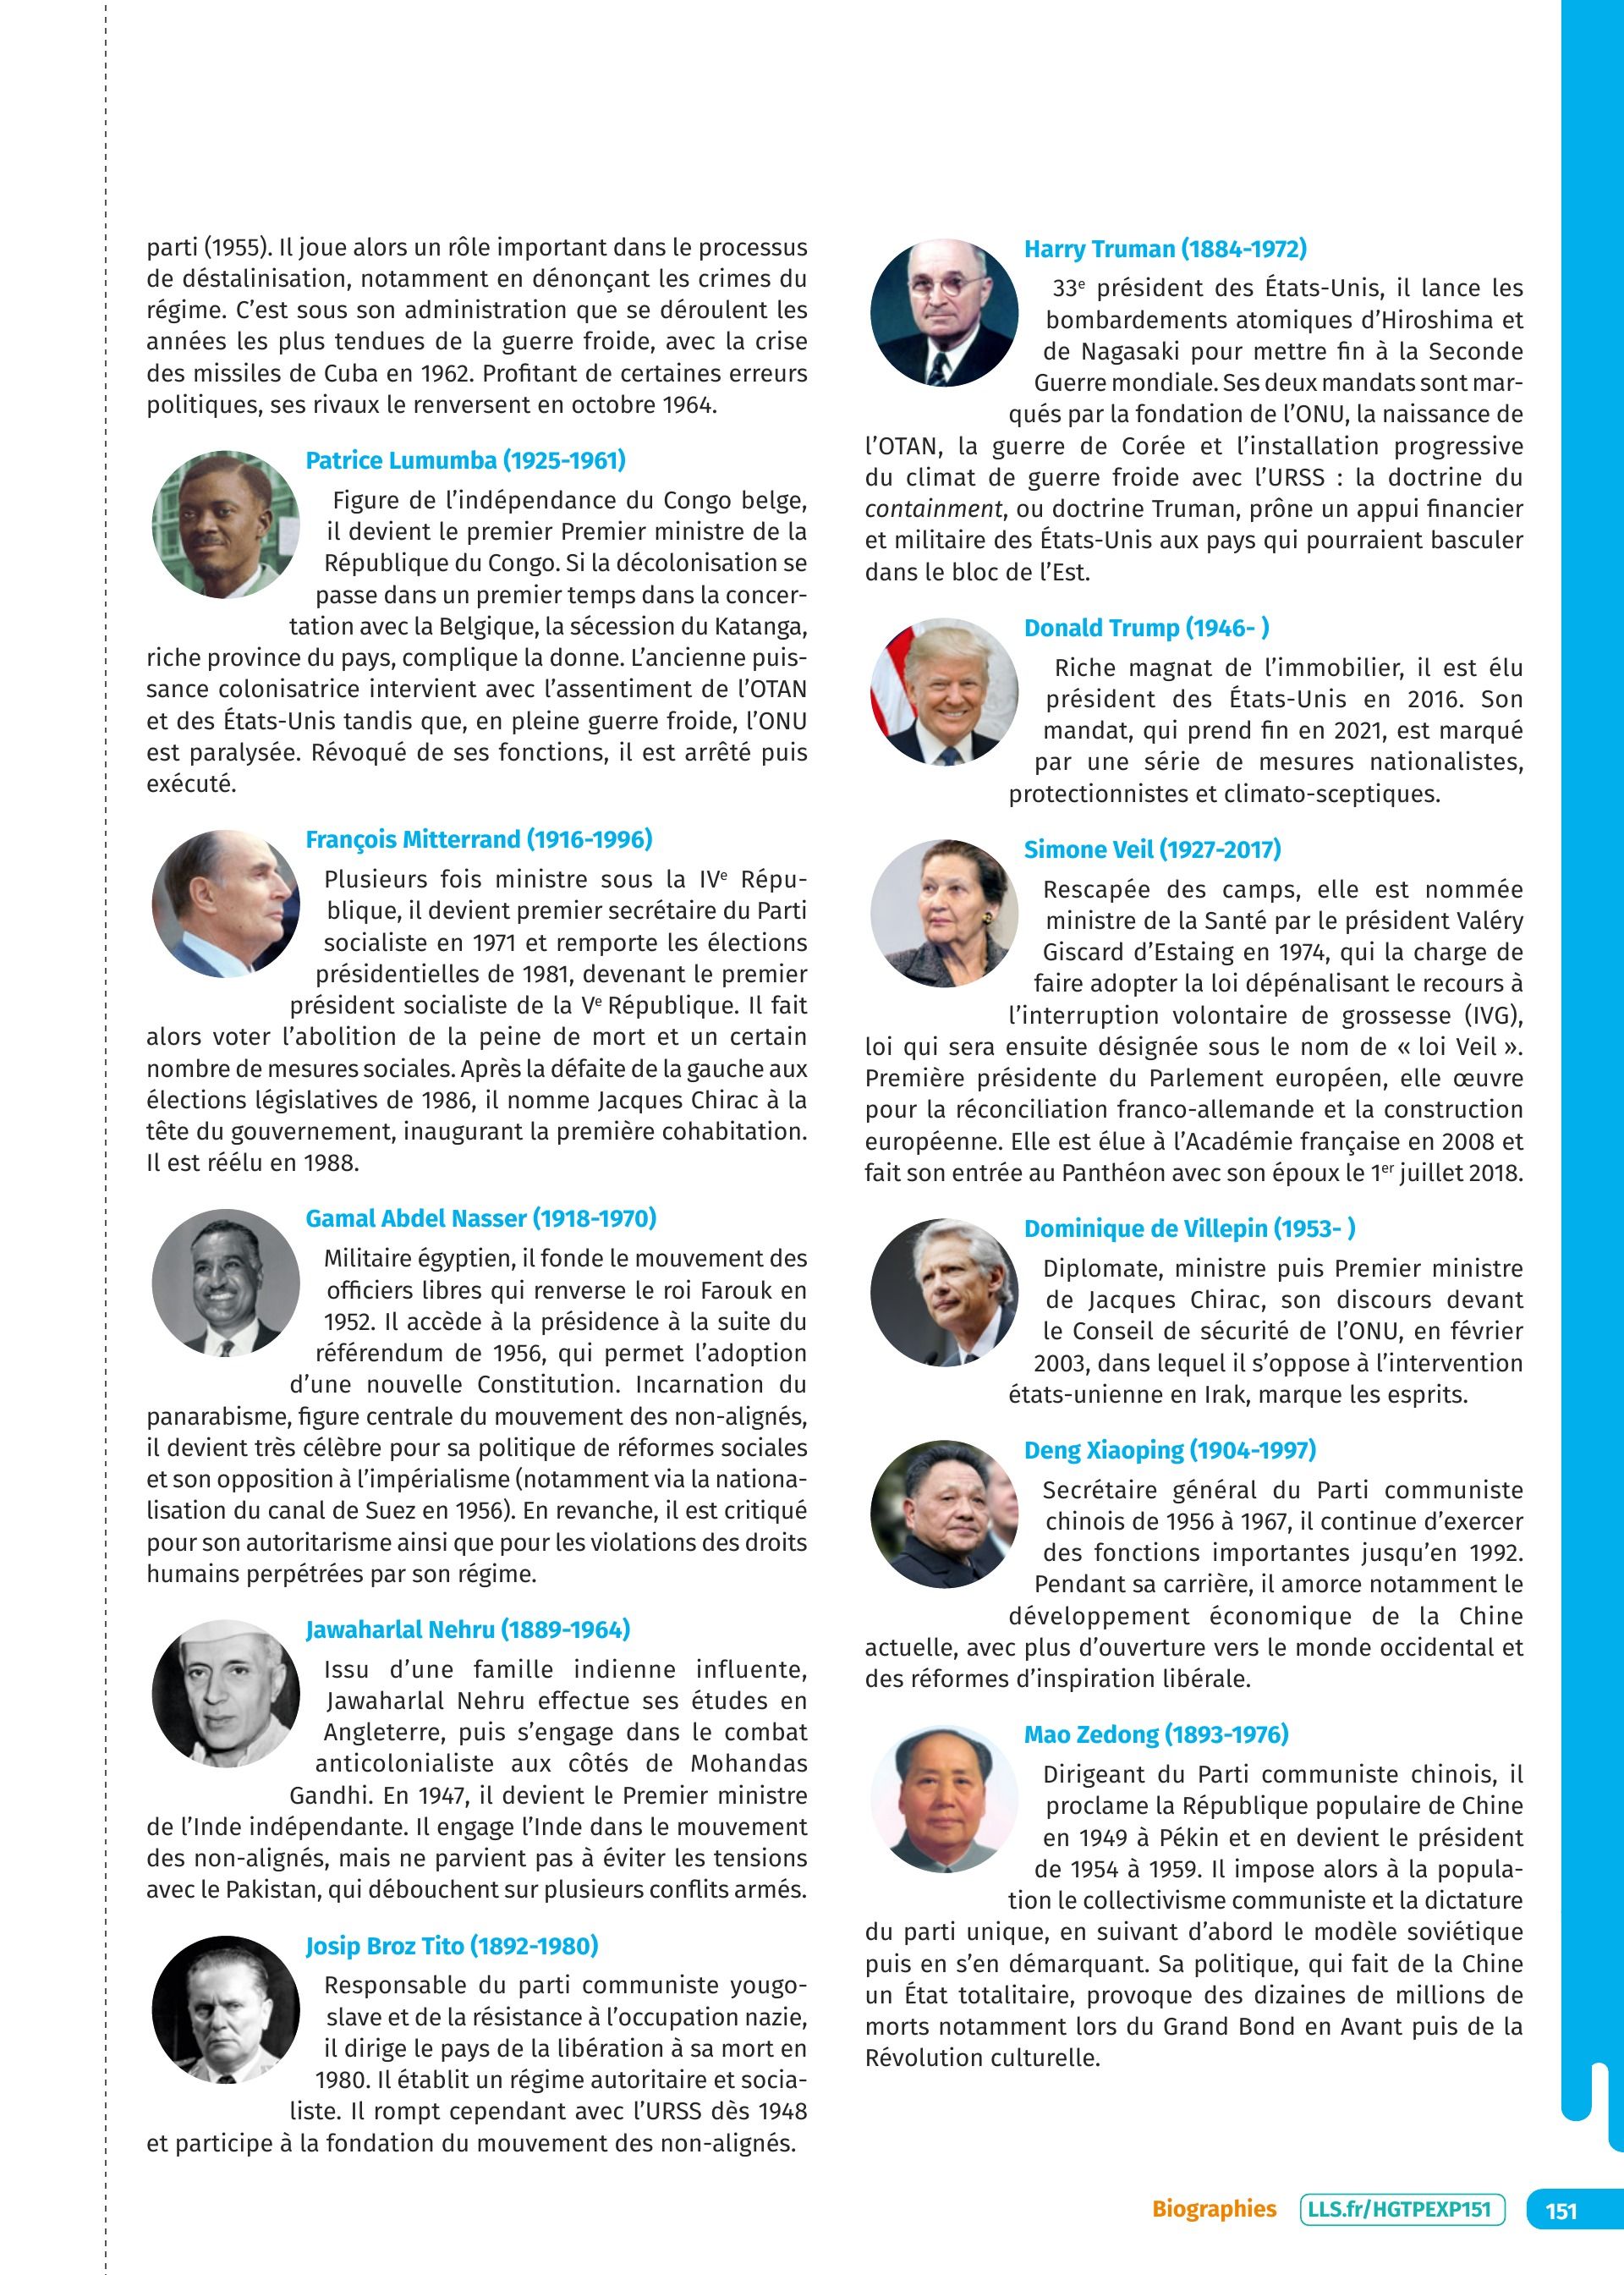 parti (1955). Il joue alors un rôle important dans le processus
de déstalinisation, notamment en dénonçant les crimes du
régime. C’est sous son administration que se déroulent les
années les plus tendues de la guerre froide, avec la crise
des missiles de Cuba en 1962. Profitant de certaines erreurs
politiques, ses rivaux le renversent en octobre 1964.
Patrice Lumumba (1925-1961)
Figure de l’indépendance du Congo belge,
il devient le premier Premier ministre de la
République du Congo. Si la décolonisation se
passe dans un premier temps dans la concer-
tation avec la Belgique, la sécession du Katanga,
riche province du pays, complique la donne. L’ancienne puis-
sance colonisatrice intervient avec l’assentiment de l’OTAN
et des États-Unis tandis que, en pleine guerre froide, l’ONU
est paralysée. Révoqué de ses fonctions, il est arrêté puis
exécuté.
François Mitterrand (1916-1996)
Plusieurs fois ministre sous la IVe Répu-
blique, il devient premier secrétaire du Parti
socialiste en 1971 et remporte les élections
présidentielles de 1981, devenant le premier
président socialiste de la Ve République. Il fait
alors voter l’abolition de la peine de mort et un certain
nombre de mesures sociales. Après la défaite de la gauche aux
élections législatives de 1986, il nomme Jacques Chirac à la
tête du gouvernement, inaugurant la première cohabitation.
Il est réélu en 1988.
Gamal Abdel Nasser (1918-1970)
Militaire égyptien, il fonde le mouvement des
officiers libres qui renverse le roi Farouk en
1952. Il accède à la présidence à la suite du
référendum de 1956, qui permet l’adoption
d’une nouvelle Constitution. Incarnation du
panarabisme, figure centrale du mouvement des non-alignés,
il devient très célèbre pour sa politique de réformes sociales
et son opposition à l’impérialisme (notamment via la nationa-
lisation du canal de Suez en 1956). En revanche, il est critiqué
pour son autoritarisme ainsi que pour les violations des droits
humains perpétrées par son régime.
Jawaharlal Nehru (1889-1964)
Issu d’une famille indienne influente,
Jawaharlal Nehru effectue ses études en
Angleterre, puis s’engage dans le combat
anticolonialiste aux côtés de Mohandas
Gandhi. En 1947, il devient le Premier ministre
de l’Inde indépendante. Il engage l’Inde dans le mouvement
des non-alignés, mais ne parvient pas à éviter les tensions
avec le Pakistan, qui débouchent sur plusieurs conflits armés.
Josip Broz Tito (1892-1980)
Responsable du parti communiste yougo-
slave et de la résistance à l’occupation nazie,
il dirige le pays de la libération à sa mort en
1980. Il établit un régime autoritaire et socia-
liste. Il rompt cependant avec l’URSS dès 1948
et participe à la fondation du mouvement des non-alignés.
Harry Truman (1884-1972)
33e président des États-Unis, il lance les
bombardements atomiques d’Hiroshima et
de Nagasaki pour mettre fin à la Seconde
Guerre mondiale. Ses deux mandats sont mar-
qués par la fondation de l’ONU, la naissance de
l’OTAN, la guerre de Corée et l’installation progressive
du climat de guerre froide avec l’URSS : la doctrine du
containment, ou doctrine Truman, prône un appui financier
et militaire des États-Unis aux pays qui pourraient basculer
dans le bloc de l’Est.
Donald Trump (1946- )
Riche magnat de l’immobilier, il est élu
président des États-Unis en 2016. Son
mandat, qui prend fin en 2021, est marqué
par une série de mesures nationalistes,
protectionnistes et climato-sceptiques.
Simone Veil (1927-2017)
Rescapée des camps, elle est nommée
ministre de la Santé par le président Valéry
Giscard d’Estaing en 1974, qui la charge de
faire adopter la loi dépénalisant le recours à
l’interruption volontaire de grossesse (IVG),
loi qui sera ensuite désignée sous le nom de « loi Veil ».
Première présidente du Parlement européen, elle œuvre
pour la réconciliation franco-allemande et la construction
européenne. Elle est élue à l’Académie française en 2008 et
fait son entrée au Panthéon avec son époux le 1er juillet 2018.
Dominique de Villepin (1953- )
Diplomate, ministre puis Premier ministre
de Jacques Chirac, son discours devant
le Conseil de sécurité de l’ONU, en février
2003, dans lequel il s’oppose à l’intervention
états-unienne en Irak, marque les esprits.
Deng Xiaoping (1904-1997)
Secrétaire général du Parti communiste
chinois de 1956 à 1967, il continue d’exercer
des fonctions importantes jusqu’en 1992.
Pendant sa carrière, il amorce notamment le
développement économique de la Chine
actuelle, avec plus d’ouverture vers le monde occidental et
des réformes d’inspiration libérale.
Mao Zedong (1893-1976)
Dirigeant du Parti communiste chinois, il
proclame la République populaire de Chine
en 1949 à Pékin et en devient le président
de 1954 à 1959. Il impose alors à la popula-
tion le collectivisme communiste et la dictature
du parti unique, en suivant d’abord le modèle soviétique
puis en s’en démarquant. Sa politique, qui fait de la Chine
un État totalitaire, provoque des dizaines de millions de
morts notamment lors du Grand Bond en Avant puis de la
Révolution culturelle.
Biographies LLS.fr/HGTPEXP151 151